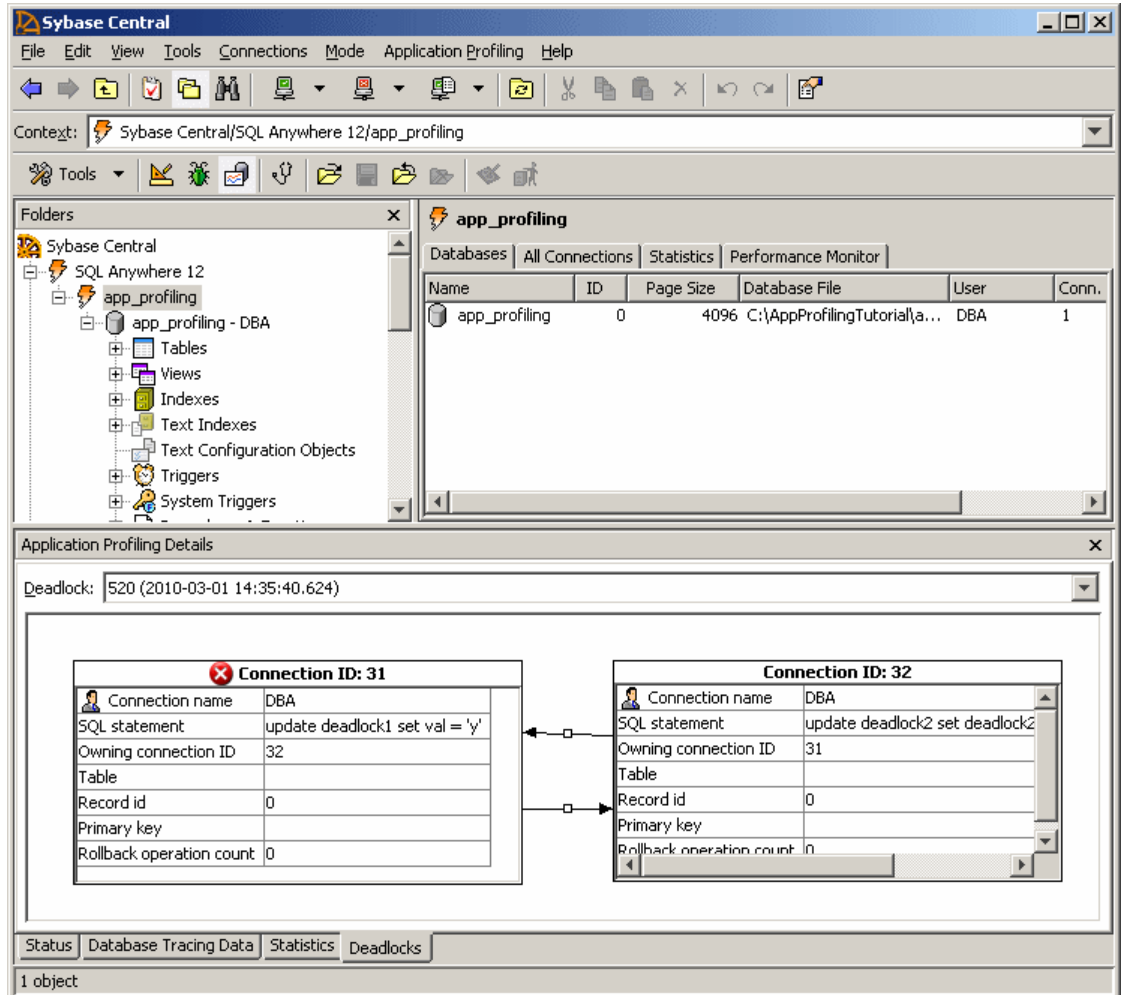 Sybase Central
File Edit View Tools Connections Mode Application Profiling Help
Context: Sybase Central/SQL Anywhere 12/app_profiling
Tools
Folders
Sybase Central
SQL Anywhere 12
app_profiling
app_profiling - DBA
Tables
Views
Indexes
Text Indexes
Text Configuration Objects
Triggers
System Triggers
app_profiling
Databases All Connections Statistics Performance Monitor
Name ID Page Size Database File User Conn.
app_profiling 0 4096 C:\AppProfilingTutorial\a... DBA 1
Application Profiling Details
Deadlock: 520 (2010-03-01 14:35:40.624)
Connection ID: 31
Connection name DBA
SQL statement update deadlock1 set val = 'y'
Owning connection ID 32
Table
Record id 0
Primary key
Rollback operation count 0
Connection ID: 32
Connection name DBA
SQL statement update deadlock2 set deadlock2
Owning connection ID 31
Table
Record id 0
Primary key
Rollback operation count 0
Status Database Tracing Data Statistics Deadlocks
1 object